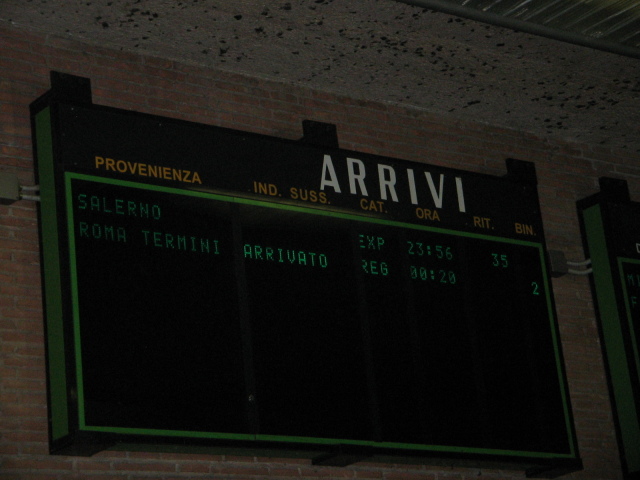 ARRIVI
PROVENIENZA IND. SUSS. CAT. ORA RIT. BIN.
SALERNO EXP 23:56 35
ROMA TERMINI ARRIVATO REG 00:20 2